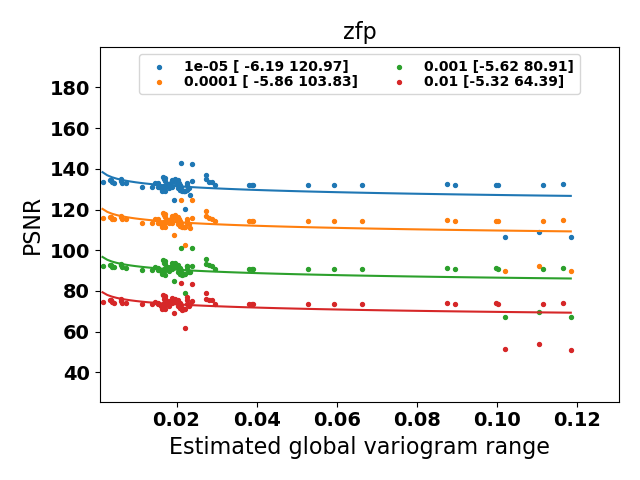 zfp
1e-05 [ -6.19 120.97]
0.0001 [ -5.86 103.83]
0.001 [-5.62 80.91]
0.01 [-5.32 64.39]
PSNR
180
160
140
120
100
80
60
40
0.02 0.04 0.06 0.08 0.10 0.12
Estimated global variogram range